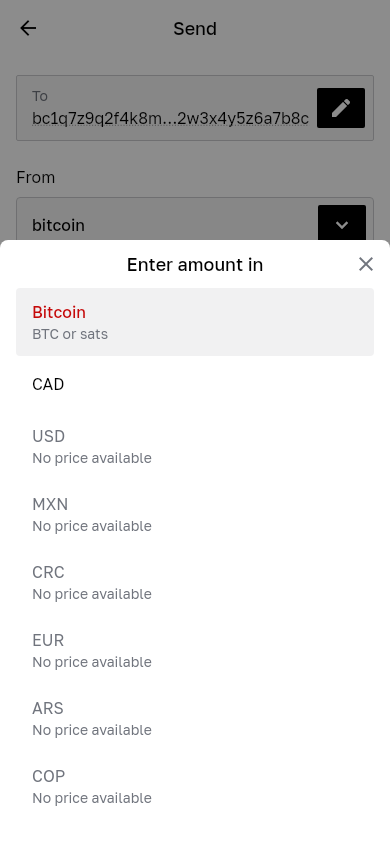 Send
To
bc1q7z9q2f4k8m...2w3x4y5z6a7b8c
From
bitcoin
Enter amount in
Bitcoin
BTC or sats
CAD
USD
No price available
MXN
No price available
CRC
No price available
EUR
No price available
ARS
No price available
COP
No price available